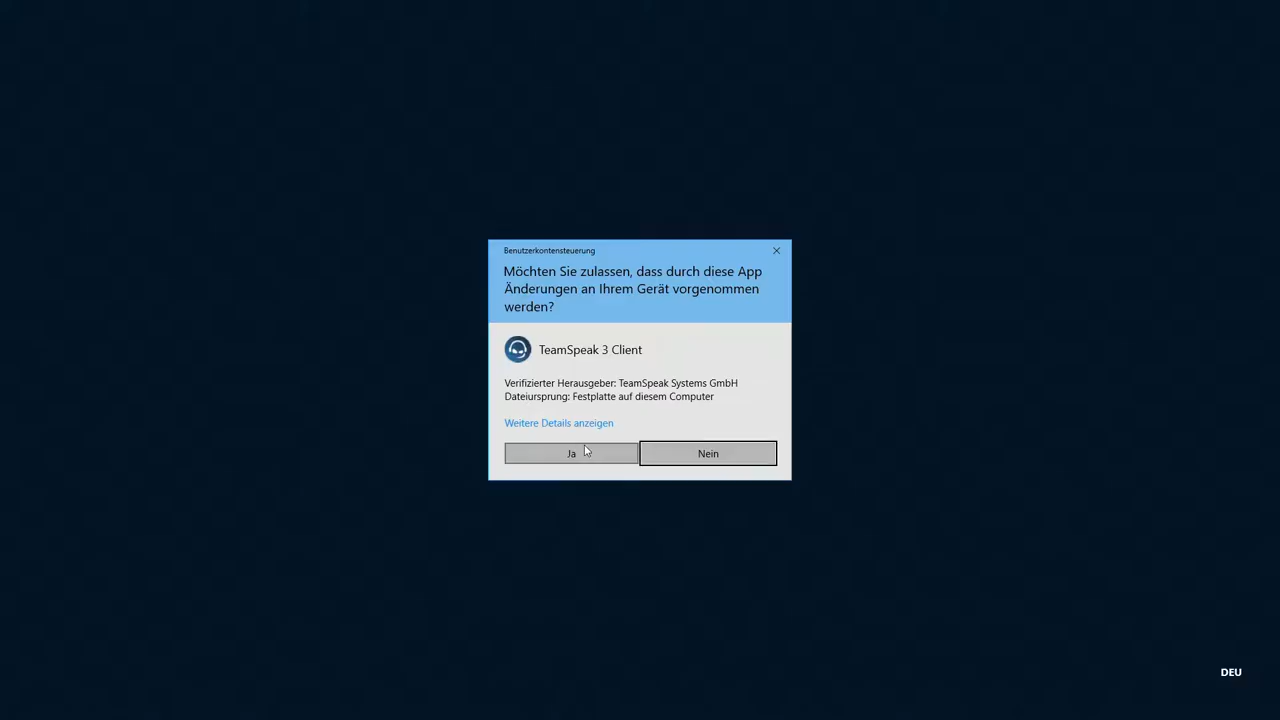 Benutzerkontensteuerung
Möchten Sie zulassen, dass durch diese App
Änderungen an Ihrem Gerät vorgenommen
werden?
TeamSpeak 3 Client
Verifizierter Herausgeber: TeamSpeak Systems GmbH
Dateiursprung: Festplatte auf diesem Computer
Weitere Details anzeigen
Ja
Nein
DEU